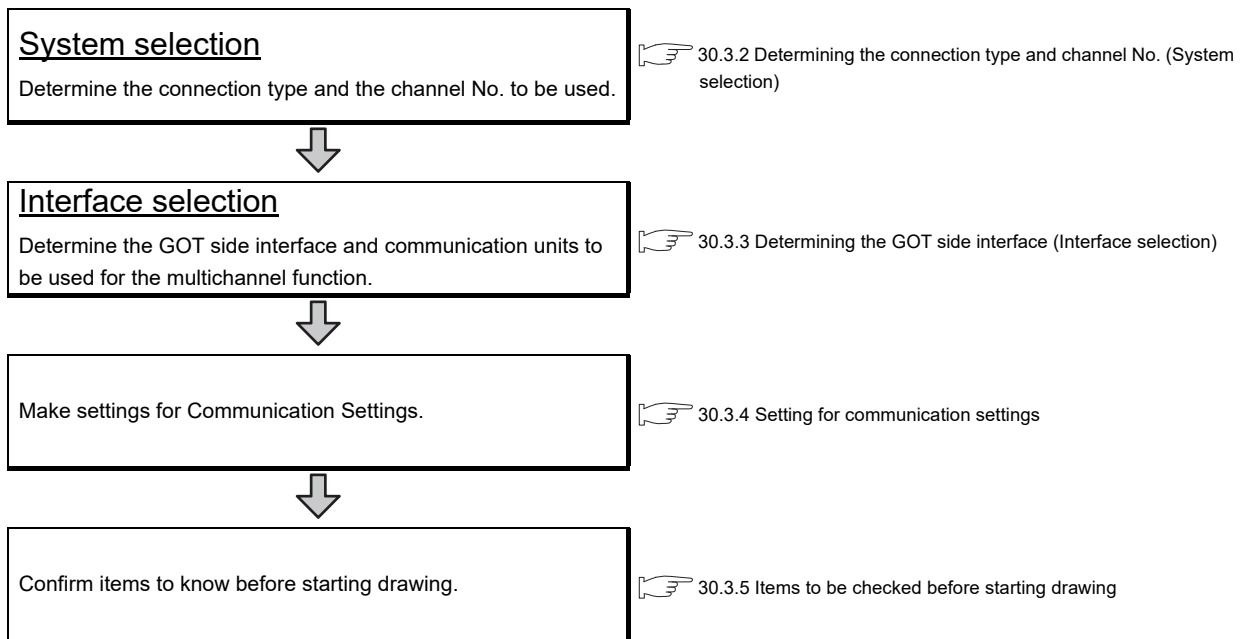 System selection
Determine the connection type and the channel No. to be used.
30.3.2 Determining the connection type and channel No. (System
selection)
Interface selection
Determine the GOT side interface and communication units to
be used for the multichannel function.
30.3.3 Determining the GOT side interface (Interface selection)
Make settings for Communication Settings.
30.3.4 Setting for communication settings
Confirm items to know before starting drawing.
30.3.5 Items to be checked before starting drawing